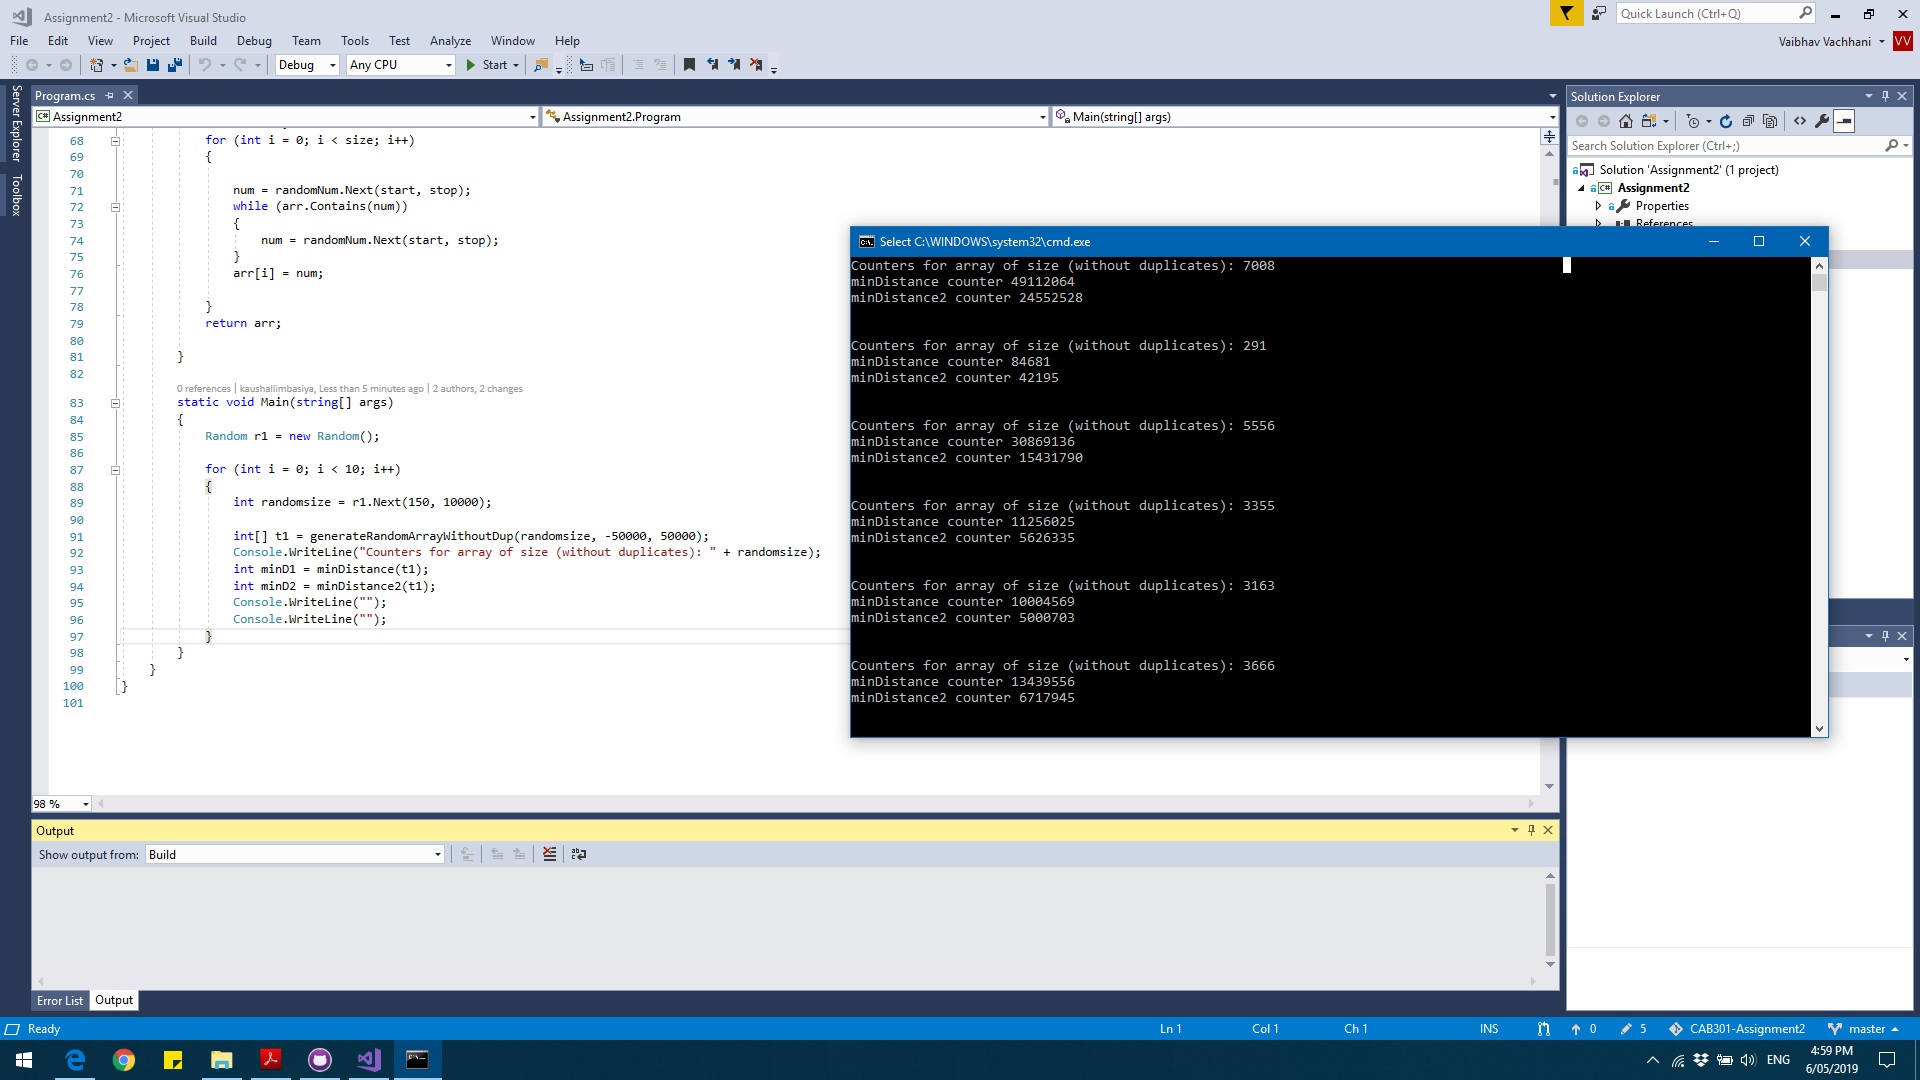 Assignment2 - Microsoft Visual Studio
Quick Launch (Ctrl+Q)
File Edit View Project Build Debug Team Tools Test Analyze Window Help
Vaibhav Vachhani VV
Debug Any CPU Start
Server Explorer
Toolbox
Program.cs
C# Assignment2 Assignment2.Program Main(string[] args)
68 for (int i = 0; i < size; i++)
69 {
70
71 num = randomNum.Next(start, stop);
72 while (arr.Contains(num))
73 {
74 num = randomNum.Next(start, stop);
75 }
76 arr[i] = num;
77
78 }
79 return arr;
80
81 }
82
0 references | kaushallimbasiya, Less than 5 minutes ago | 2 authors, 2 changes
83 static void Main(string[] args)
84 {
85 Random r1 = new Random();
86
87 for (int i = 0; i < 10; i++)
88 {
89 int randomsize = r1.Next(150, 10000);
90
91 int[] t1 = generateRandomArrayWithoutDup(randomsize, -50000, 50000);
92 Console.WriteLine("Counters for array of size (without duplicates): " + randomsize);
93 int minD1 = minDistance(t1);
94 int minD2 = minDistance2(t1);
95 Console.WriteLine("");
96 Console.WriteLine("");
97 }
98 }
99 }
100 }
101
98 %
Solution Explorer
Search Solution Explorer (Ctrl+;)
Solution 'Assignment2' (1 project)
C# Assignment2
Properties
References
Select C:\WINDOWS\system32\cmd.exe
Counters for array of size (without duplicates): 7008
minDistance counter 49112064
minDistance2 counter 24552528
Counters for array of size (without duplicates): 291
minDistance counter 84681
minDistance2 counter 42195
Counters for array of size (without duplicates): 5556
minDistance counter 30869136
minDistance2 counter 15431790
Counters for array of size (without duplicates): 3355
minDistance counter 11256025
minDistance2 counter 5626335
Counters for array of size (without duplicates): 3163
minDistance counter 10004569
minDistance2 counter 5000703
Counters for array of size (without duplicates): 3666
minDistance counter 13439556
minDistance2 counter 6717945
Output
Show output from: Build
Error List Output
Ready Ln 1 Col 1 Ch 1 INS 0 5 CAB301-Assignment2 master
ENG 4:59 PM
6/05/2019